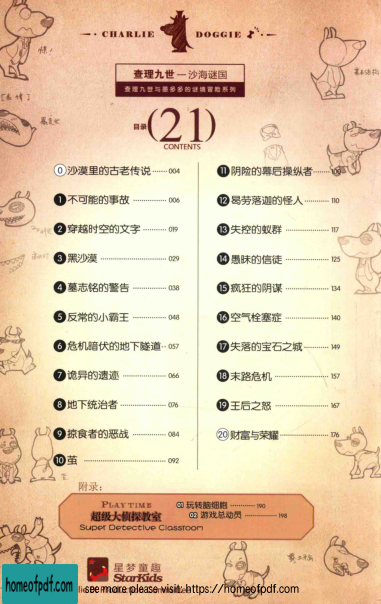 CHARLIE DOGGIE
查理九世—沙海谜国
查理九世与墨多多的谜境冒险系列
目录(21)
CONTENTS
0 沙漠里的古老传说 004
1 不可能的事故 006
2 穿越时空的文字 019
3 黑沙漠 029
4 墓志铭的警告 038
5 反常的小霸王 048
6 危机暗伏的地下隧道 057
7 诡异的遗迹 066
8 地下统治者 076
9 掠食者的恶战 084
10 茧 092
11 阴险的幕后操纵者
12 曷劳落迦的怪人 110
13 失控的蚁群 117
14 愚昧的信徒 125
15 疯狂的阴谋 134
16 空气栓塞症 140
17 失落的宝石之城 149
18 末路危机 157
19 王后之怒 167
20 财富与荣耀 176
附录:
PLAY TIME
超级大侦探教室
Super Detective Classroom
01 玩转脑细胞 190
02 游戏总动员 198
星梦童趣
StarKids
homeofpdf.com
see more please visit: https://homeofpdf.com